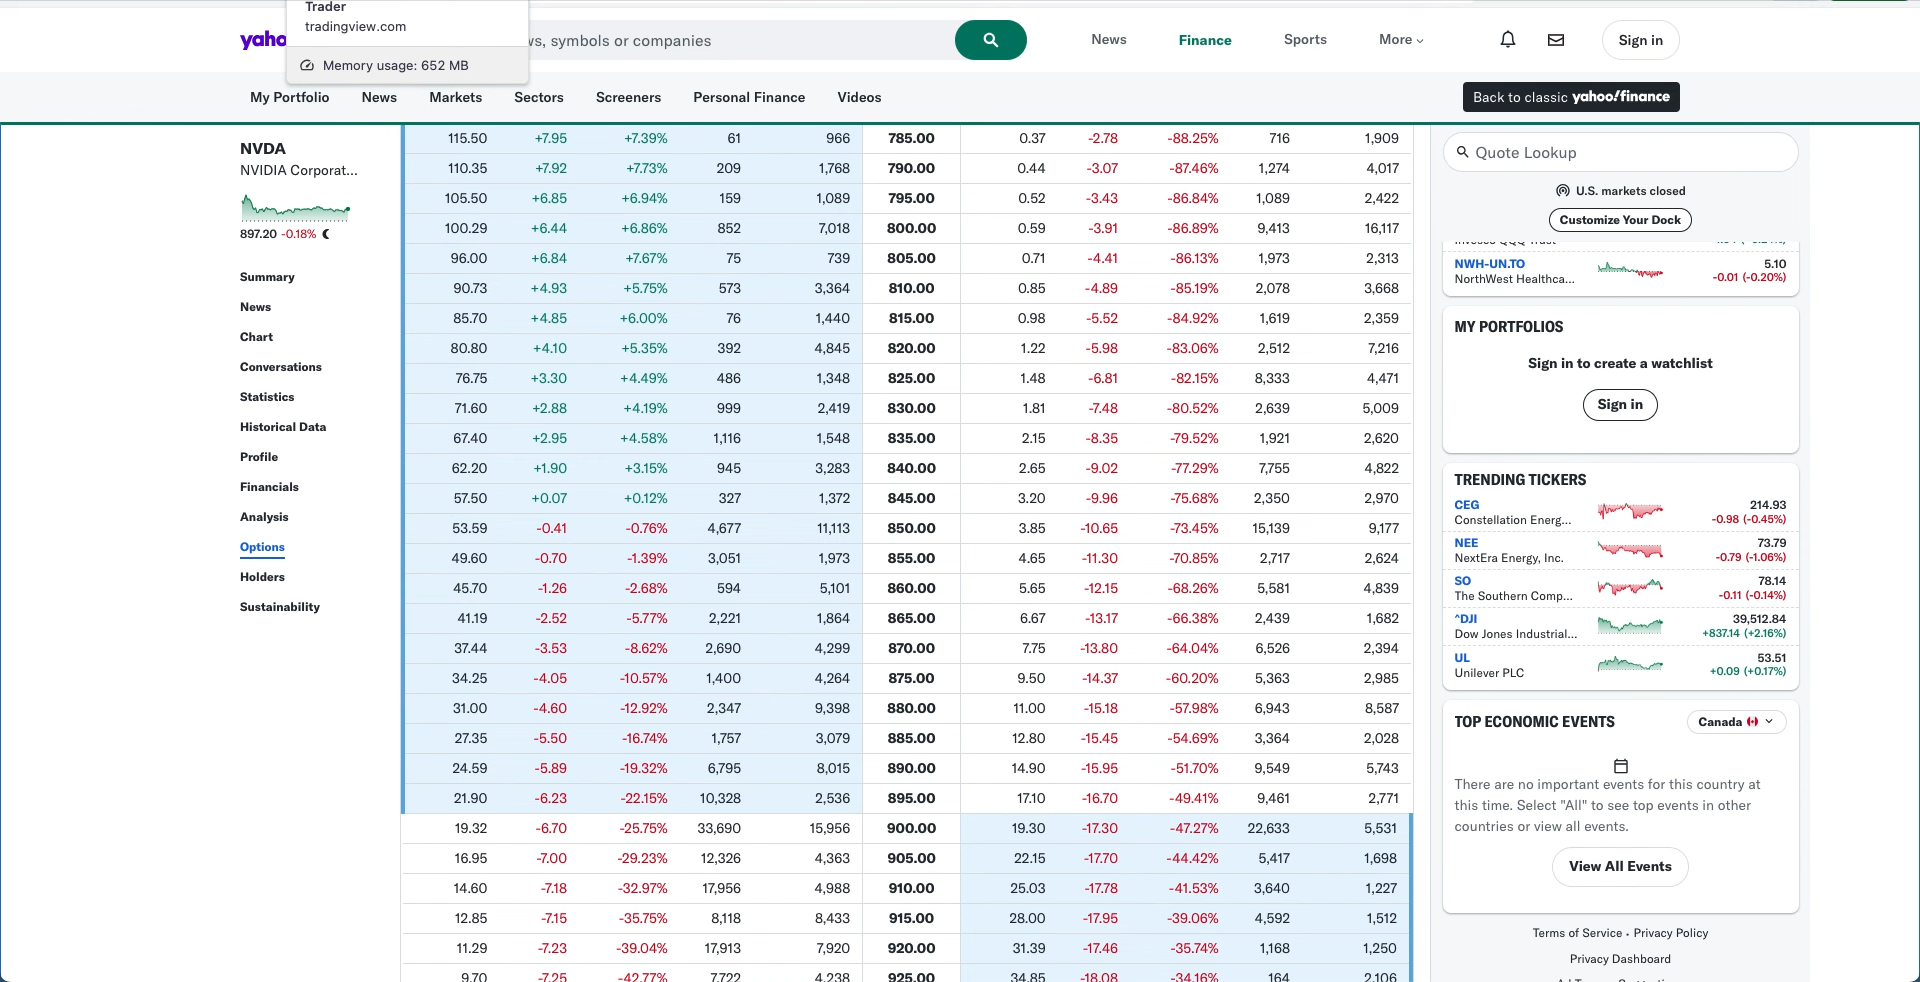 Trader
tradingview.com
Memory usage: 652 MB
yaho
vs, symbols or companies
News
Finance
Sports
More
Sign in
My Portfolio
News
Markets
Sectors
Screeners
Personal Finance
Videos
Back to classic yahoo!finance
NVDA
NVIDIA Corporat...
897.20 -0.18%
Summary
News
Chart
Conversations
Statistics
Historical Data
Profile
Financials
Analysis
Options
Holders
Sustainability
115.50 +7.95 +7.39% 61 966 785.00 0.37 -2.78 -88.25% 716 1,909
110.35 +7.92 +7.73% 209 1,768 790.00 0.44 -3.07 -87.46% 1,274 4,017
105.50 +6.85 +6.94% 159 1,089 795.00 0.52 -3.43 -86.84% 1,089 2,422
100.29 +6.44 +6.86% 852 7,018 800.00 0.59 -3.91 -86.89% 9,413 16,117
96.00 +6.84 +7.67% 75 739 805.00 0.71 -4.41 -86.13% 1,973 2,313
90.73 +4.93 +5.75% 573 3,364 810.00 0.85 -4.89 -85.19% 2,078 3,668
85.70 +4.85 +6.00% 76 1,440 815.00 0.98 -5.52 -84.92% 1,619 2,359
80.80 +4.10 +5.35% 392 4,845 820.00 1.22 -5.98 -83.06% 2,512 7,216
76.75 +3.30 +4.49% 486 1,348 825.00 1.48 -6.81 -82.15% 8,333 4,471
71.60 +2.88 +4.19% 999 2,419 830.00 1.81 -7.48 -80.52% 2,639 5,009
67.40 +2.95 +4.58% 1,116 1,548 835.00 2.15 -8.35 -79.52% 1,921 2,620
62.20 +1.90 +3.15% 945 3,283 840.00 2.65 -9.02 -77.29% 7,755 4,822
57.50 +0.07 +0.12% 327 1,372 845.00 3.20 -9.96 -75.68% 2,350 2,970
53.59 -0.41 -0.76% 4,677 11,113 850.00 3.85 -10.65 -73.45% 15,139 9,177
49.60 -0.70 -1.39% 3,051 1,973 855.00 4.65 -11.30 -70.85% 2,717 2,624
45.70 -1.26 -2.68% 594 5,101 860.00 5.65 -12.15 -68.26% 5,581 4,839
41.19 -2.52 -5.77% 2,221 1,864 865.00 6.67 -13.17 -66.38% 2,439 1,682
37.44 -3.53 -8.62% 2,690 4,299 870.00 7.75 -13.80 -64.04% 6,526 2,394
34.25 -4.05 -10.57% 1,400 4,264 875.00 9.50 -14.37 -60.20% 5,363 2,985
31.00 -4.60 -12.92% 2,347 9,398 880.00 11.00 -15.18 -57.98% 6,943 8,587
27.35 -5.50 -16.74% 1,757 3,079 885.00 12.80 -15.45 -54.69% 3,364 2,028
24.59 -5.89 -19.32% 6,795 8,015 890.00 14.90 -15.95 -51.70% 9,549 5,743
21.90 -6.23 -22.15% 10,328 2,536 895.00 17.10 -16.70 -49.41% 9,461 2,771
19.32 -6.70 -25.75% 33,690 15,956 900.00 19.30 -17.30 -47.27% 22,633 5,531
16.95 -7.00 -29.23% 12,326 4,363 905.00 22.15 -17.70 -44.42% 5,417 1,698
14.60 -7.18 -32.97% 17,956 4,988 910.00 25.03 -17.78 -41.53% 3,640 1,227
12.85 -7.15 -35.75% 8,118 8,433 915.00 28.00 -17.95 -39.06% 4,592 1,512
11.29 -7.23 -39.04% 17,913 7,920 920.00 31.39 -17.46 -35.74% 1,168 1,250
9.70 -7.25 -42.77% 7,722 4,238 925.00 34.85 -18.08 -34.16% 164 2,106
Quote Lookup
U.S. markets closed
Customize Your Dock
NWH-UN.TO 5.10
NorthWest Healthca... -0.01 (-0.20%)
MY PORTFOLIOS
Sign in to create a watchlist
Sign in
TRENDING TICKERS
CEG 214.93
Constellation Energ... -0.98 (-0.45%)
NEE 73.79
NextEra Energy, Inc. -0.79 (-1.06%)
SO 78.14
The Southern Comp... -0.11 (-0.14%)
^DJI 39,512.84
Dow Jones Industrial... +837.14 (+2.16%)
UL 53.51
Unilever PLC +0.09 (+0.17%)
TOP ECONOMIC EVENTS
Canada
There are no important events for this country at
this time. Select "All" to see top events in other
countries or view all events.
View All Events
Terms of Service • Privacy Policy
Privacy Dashboard